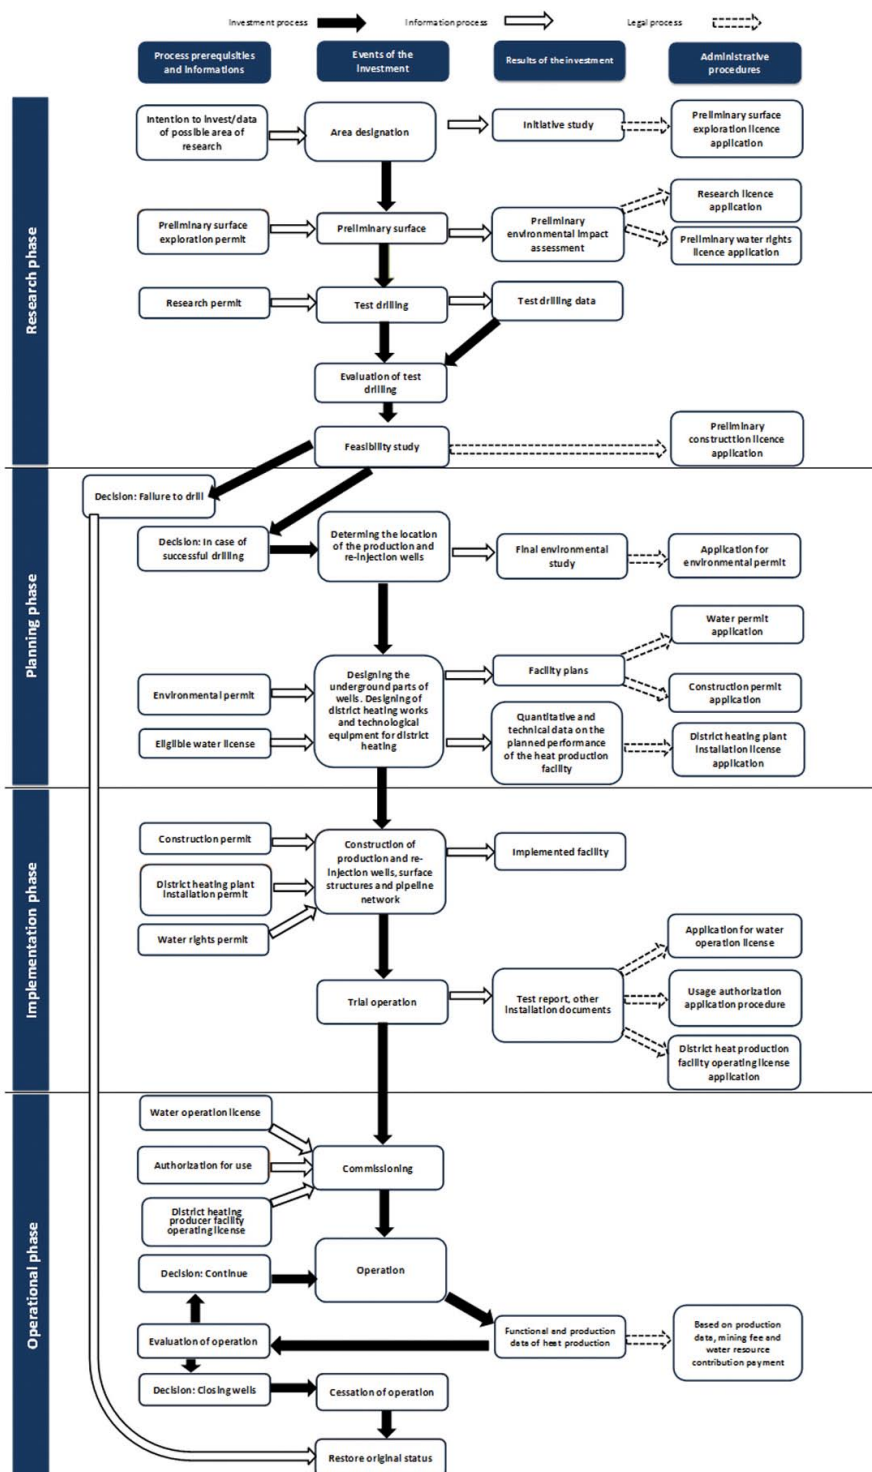 Investment process
Information process
Legal process
Process prerequisities
and informations
Events of the
investment
Results of the investment
Administrative
procedures
Research phase
Intention to invest/data
of possible area of
research
Area designation
Initiative study
Preliminary surface
exploration licence
application
Research licence
application
Preliminary surface
exploration permit
Preliminary surface
Preliminary
environmental impact
assessment
Preliminary water rights
licence application
Research permit
Test drilling
Test drilling data
Evaluation of test
drilling
Feasibility study
Preliminary
constructtion licence
application
Planning phase
Decision: Failure to drill
Decision: In case of
successful drilling
Determing the location
of the production and
re-injection wells
Final environmental
study
Application for
environmental permit
Water permit
application
Environmental permit
Eligible water license
Designing the
underground parts of
wells. Designing of
district heating works
and technological
equipment for district
heating
Facility plans
Construction permit
application
Quantitative and
technical data on the
planned performance
of the heat production
facility
District heating plant
installation license
application
Implementation phase
Construction permit
District heating plant
installation permit
Water rights permit
Construction of
production and re-
injection wells, surface
structures and pipeline
network
Implemented facility
Application for water
operation license
Trial operation
Test report, other
installation documents
Usage authorization
application procedure
District heat production
facility operating license
application
Operational phase
Water operation license
Authorization for use
District heating
producer facility
operating license
Commissioning
Decision: Continue
Operation
Evaluation of operation
Functional and production
data of heat production
Based on production
data, mining fee and
water resource
contribution payment
Decision: Closing wells
Cessation of operation
Restore original status